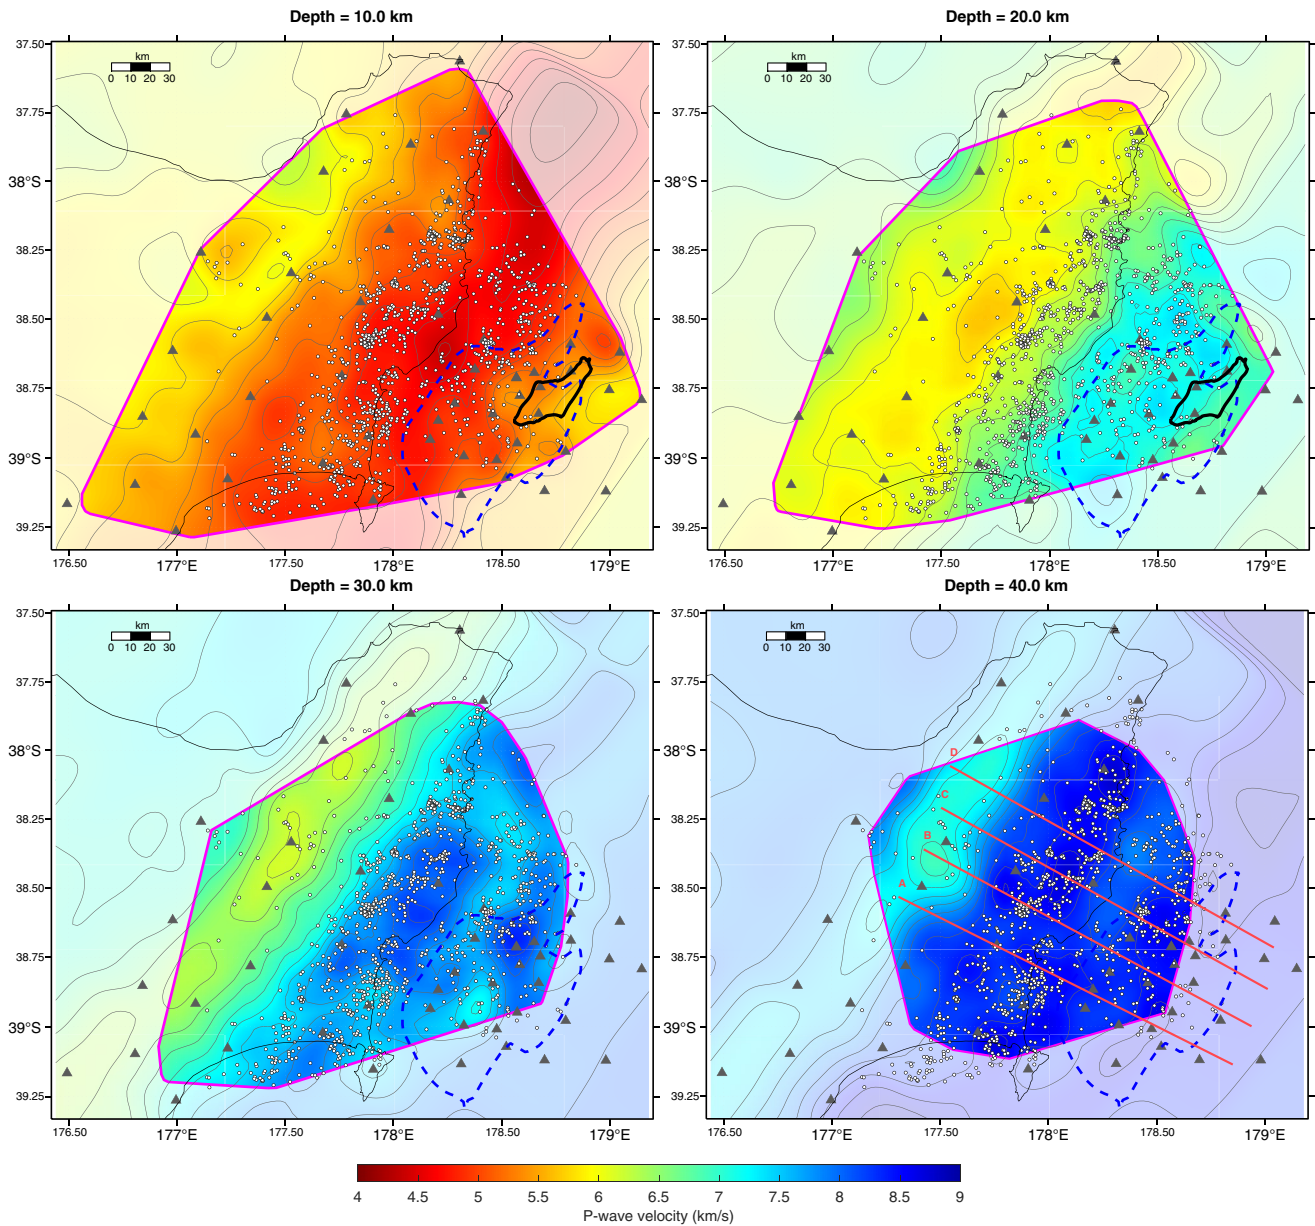 Depth = 10.0 km
Depth = 20.0 km
37.50
37.75
38°S
38.25
38.50
38.75
39°S
39.25
km
0 10 20 30
176.50
177°E
177.50
178°E
178.50
179°E
37.50
37.75
38°S
38.25
38.50
38.75
39°S
39.25
km
0 10 20 30
176.50
177°E
177.50
178°E
178.50
179°E
Depth = 30.0 km
Depth = 40.0 km
37.50
37.75
38°S
38.25
38.50
38.75
39°S
39.25
km
0 10 20 30
176.50
177°E
177.50
178°E
178.50
179°E
37.50
37.75
38°S
38.25
38.50
38.75
39°S
39.25
km
0 10 20 30
D
C
B
A
176.50
177°E
177.50
178°E
178.50
179°E
4 4.5 5 5.5 6 6.5 7 7.5 8 8.5 9
P-wave velocity (km/s)